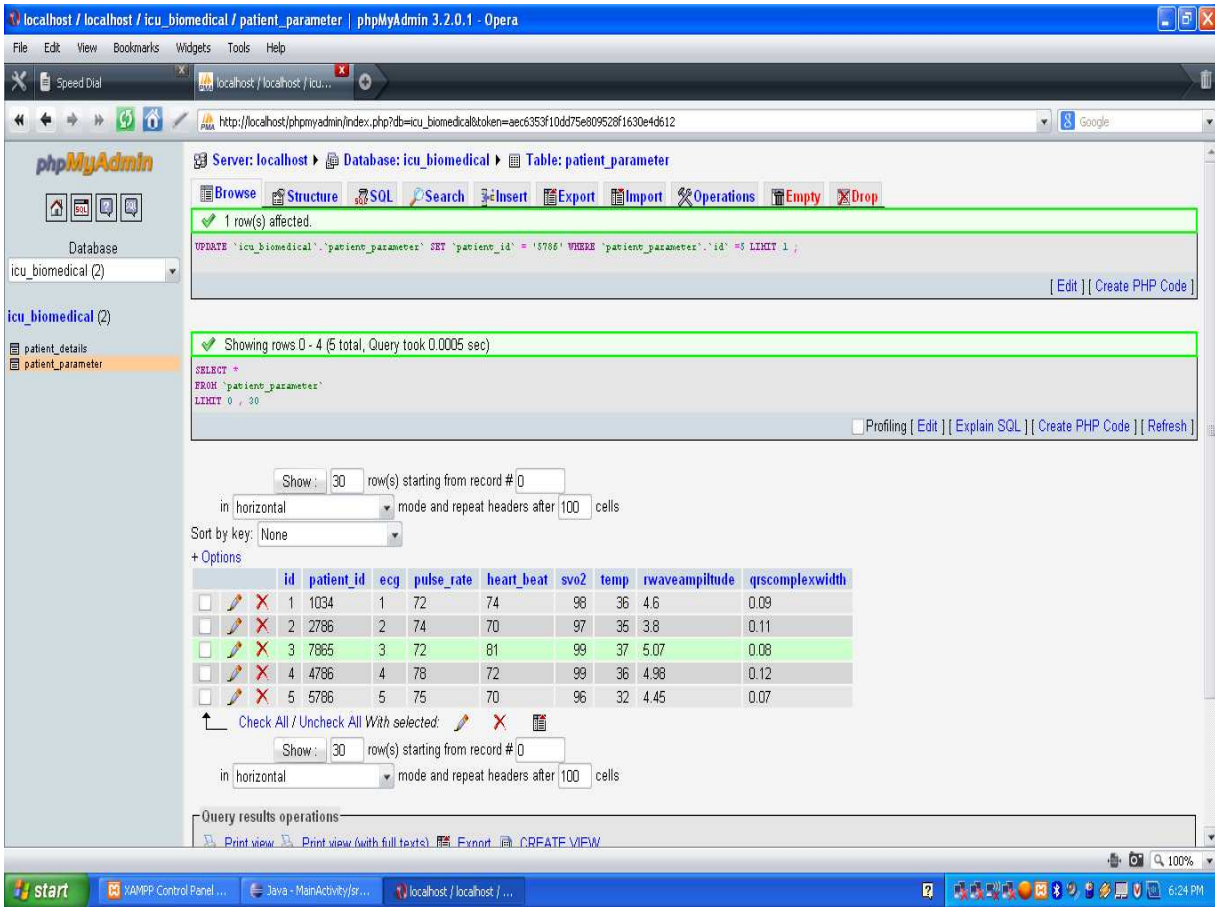 localhost / localhost / icu_biomedical / patient_parameter | phpMyAdmin 3.2.0.1 - Opera
File Edit View Bookmarks Widgets Tools Help
Speed Dial
localhost / localhost / icu...
http://localhost/phpmyadmin/index.php?db=icu_biomedical&token=aec6353f10dd75e809528f1630e4d612
Google
phpMyAdmin
Server: localhost Database: icu_biomedical Table: patient_parameter
Browse Structure SQL Search Insert Export Import Operations Empty Drop
SQL
Database
icu_biomedical (2)
icu_biomedical (2)
patient_details
patient_parameter
1 row(s) affected.
UPDATE `icu_biomedical`.`patient_parameter` SET `patient_id` = '5786' WHERE `patient_parameter`.`id` =5 LIMIT 1 ;
[ Edit ] [ Create PHP Code ]
Showing rows 0 - 4 (5 total, Query took 0.0005 sec)
SELECT *
FROM `patient_parameter`
LIMIT 0 , 30
Profiling [ Edit ] [ Explain SQL ] [ Create PHP Code ] [ Refresh ]
Show : 30 row(s) starting from record # 0
in horizontal mode and repeat headers after 100 cells
Sort by key: None
+ Options
id patient_id ecg pulse_rate heart_beat svo2 temp rwaveampiltude qrscomplexwidth
1 1034 1 72 74 98 36 4.6 0.09
2 2786 2 74 70 97 35 3.8 0.11
3 7865 3 72 81 99 37 5.07 0.08
4 4786 4 78 72 99 36 4.98 0.12
5 5786 5 75 70 96 32 4.45 0.07
Check All / Uncheck All With selected:
Show : 30 row(s) starting from record # 0
in horizontal mode and repeat headers after 100 cells
Query results operations
Print view Print view (with full texts) Export CREATE VIEW
100%
start XAMPP Control Panel ... Java - MainActivity/sr... localhost / localhost / ... 6:24 PM